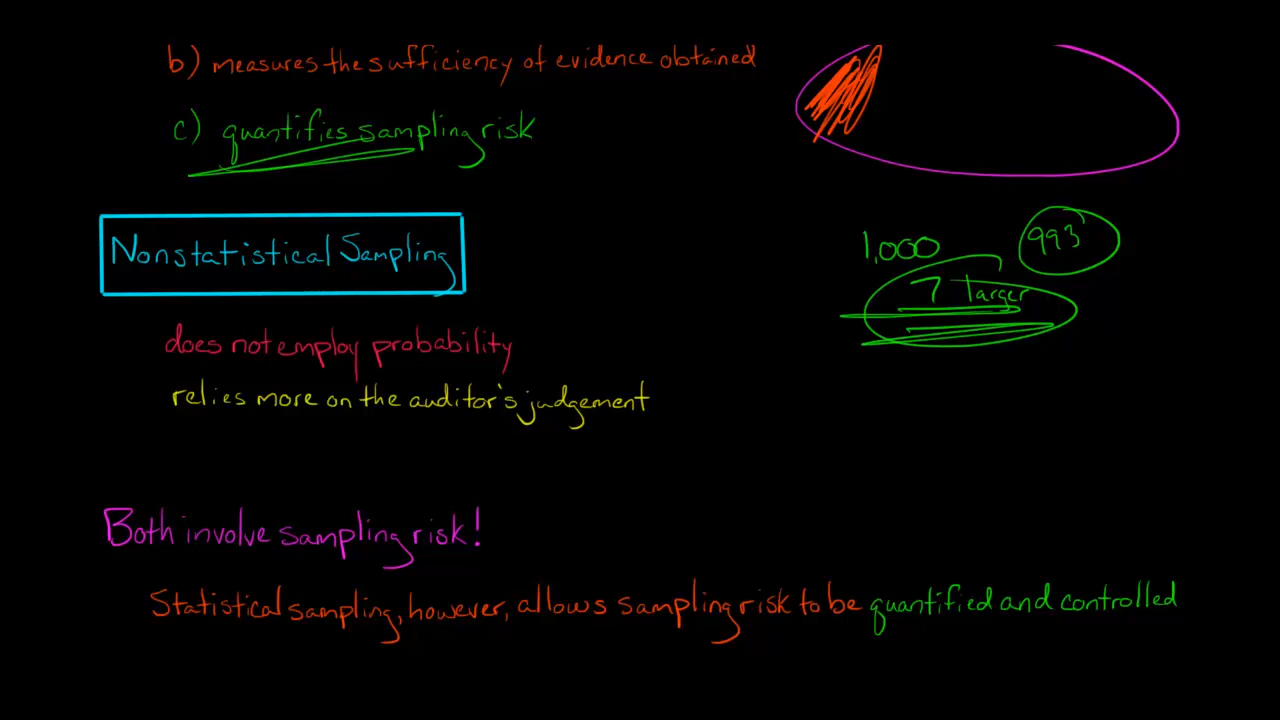 b) measures the sufficiency of evidence obtained
c) quantifies sampling risk
Nonstatistical Sampling
993
1,000
7 larger
does not employ probability
relies more on the auditor's judgement
Both involve sampling risk!
Statistical sampling, however, allows sampling risk to be quantified and controlled